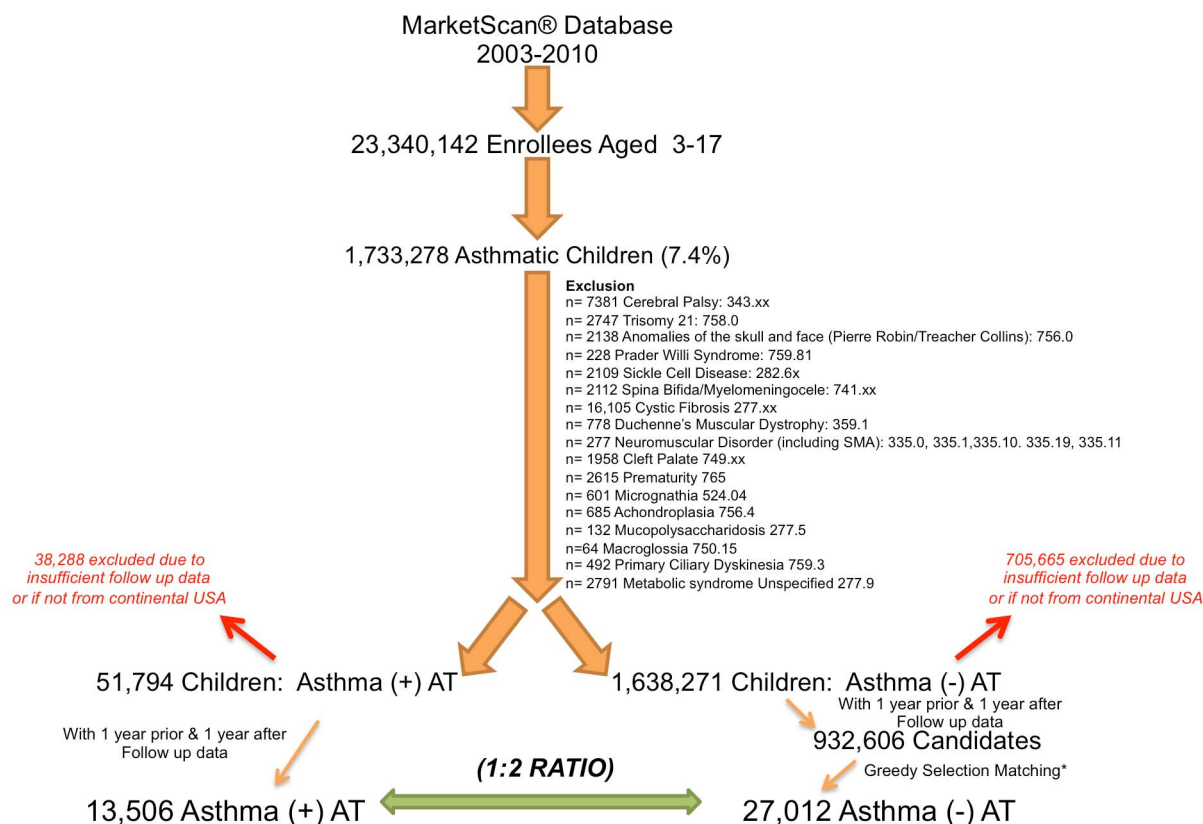 MarketScan® Database
2003-2010
23,340,142 Enrollees Aged  3-17
1,733,278 Asthmatic Children (7.4%)
Exclusion
n= 7381 Cerebral Palsy: 343.xx
n= 2747 Trisomy 21: 758.0
n= 2138 Anomalies of the skull and face (Pierre Robin/Treacher Collins): 756.0
n= 228 Prader Willi Syndrome: 759.81
n= 2109 Sickle Cell Disease: 282.6x
n= 2112 Spina Bifida/Myelomeningocele: 741.xx
n= 16,105 Cystic Fibrosis 277.xx
n= 778 Duchenne's Muscular Dystrophy: 359.1
n= 277 Neuromuscular Disorder (including SMA): 335.0, 335.1,335.10. 335.19, 335.11
n= 1958 Cleft Palate 749.xx
n= 2615 Prematurity 765
n= 601 Micrognathia 524.04
n= 685 Achondroplasia 756.4
n= 132 Mucopolysaccharidosis 277.5
n=64 Macroglossia 750.15
n= 492 Primary Ciliary Dyskinesia 759.3
n= 2791 Metabolic syndrome Unspecified 277.9
38,288 excluded due to
insufficient follow up data
or if not from continental USA
705,665 excluded due to
insufficient follow up data
or if not from continental USA
51,794 Children:  Asthma (+) AT
1,638,271 Children:  Asthma (-) AT
With 1 year prior & 1 year after
Follow up data
With 1 year prior & 1 year after
Follow up data
932,606 Candidates
Greedy Selection Matching*
(1:2 RATIO)
13,506 Asthma (+) AT
27,012 Asthma (-) AT